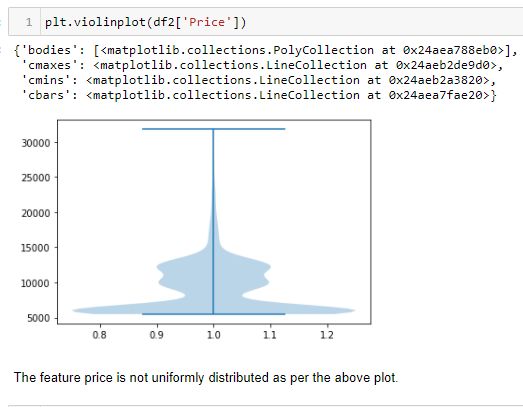 1 plt.violinplot(df2['Price'])
{'bodies': [<matplotlib.collections.PolyCollection at 0x24aea788eb0>],
'cmaxes': <matplotlib.collections.LineCollection at 0x24aeb2de9d0>,
'cmins': <matplotlib.collections.LineCollection at 0x24aeb2a3820>,
'cbars': <matplotlib.collections.LineCollection at 0x24aea7fae20>}
30000
25000
20000
15000
10000
5000
0.8 0.9 1.0 1.1 1.2
The feature price is not uniformly distributed as per the above plot.